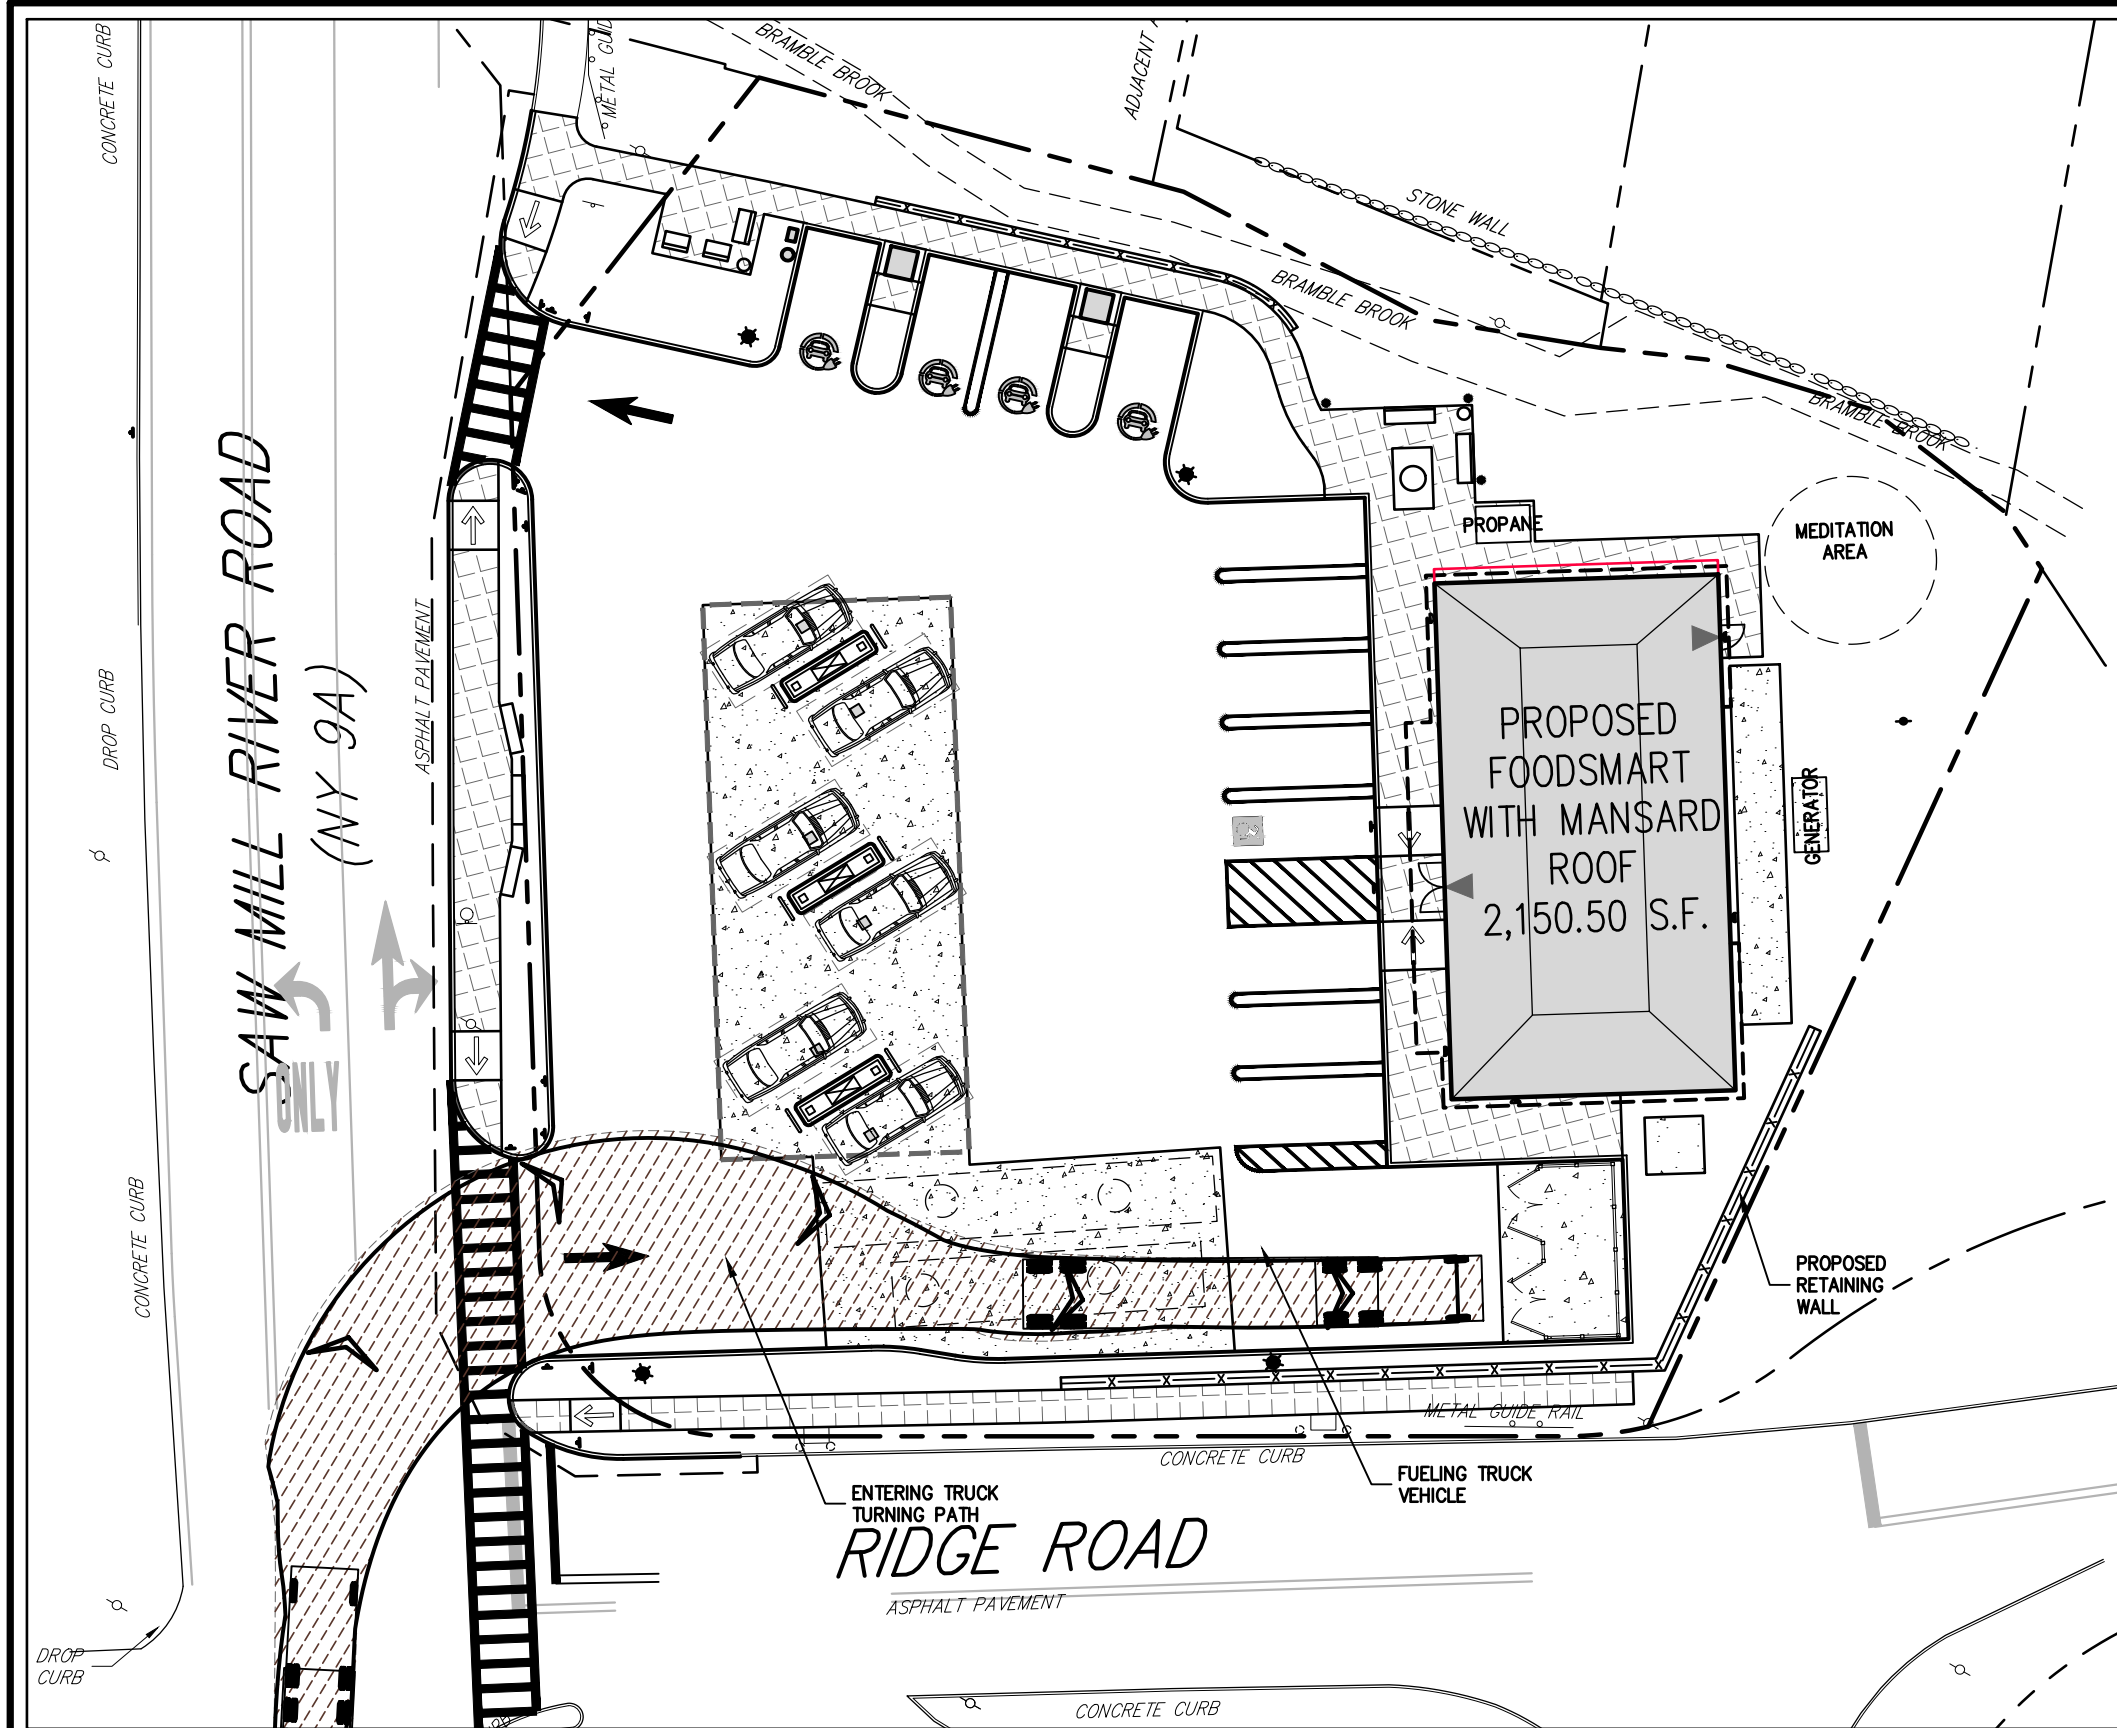 CONCRETE CURB
METAL GUID
BRAMBLE BROOK
ADJACENT
STONE WALL
BRAMBLE BROOK
BRAMBLE BROOK
PROPANE
MEDITATION
AREA
DROP CURB
SAW MILL RIVER ROAD
(NY 9A)
ASPHALT PAVEMENT
PROPOSED
FOODSMART
WITH MANSARD
ROOF
2,150.50 S.F.
GENERATOR
ONLY
CONCRETE CURB
PROPOSED
RETAINING
WALL
METAL GUIDE RAIL
CONCRETE CURB
ENTERING TRUCK
TURNING PATH
FUELING TRUCK
VEHICLE
RIDGE ROAD
ASPHALT PAVEMENT
DROP
CURB
CONCRETE CURB